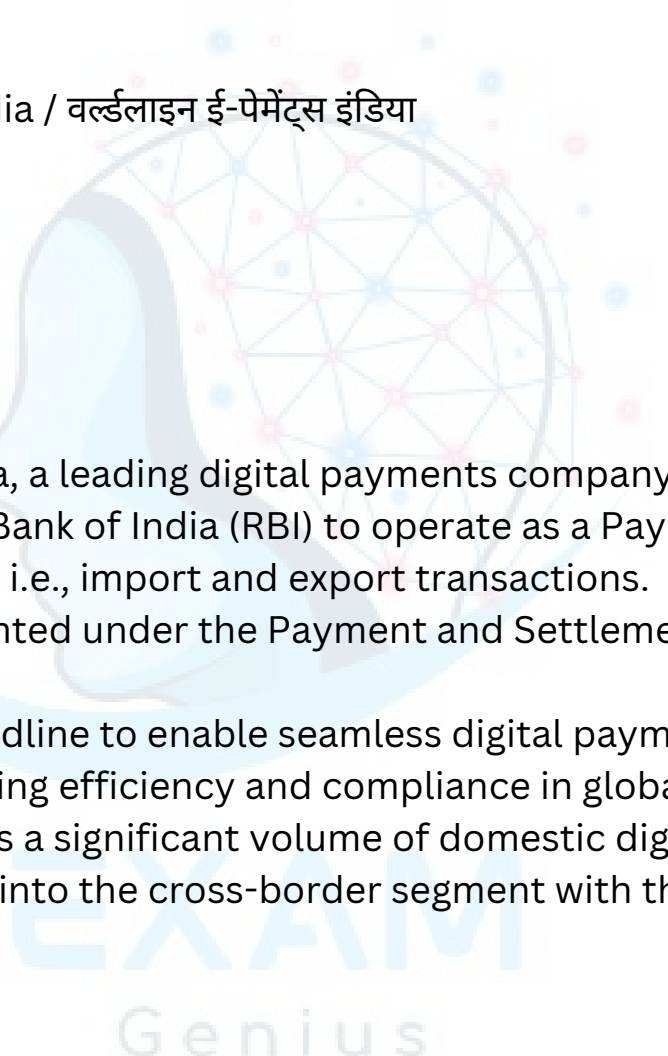 ia / वर्ल्डलाइन ई-पेमेंट्स इंडिया
a, a leading digital payments company
Bank of India (RBI) to operate as a Pay
i.e., import and export transactions.
nted under the Payment and Settleme
dline to enable seamless digital paym
ing efficiency and compliance in globa
s a significant volume of domestic dig
into the cross-border segment with th
EXAM
Genius